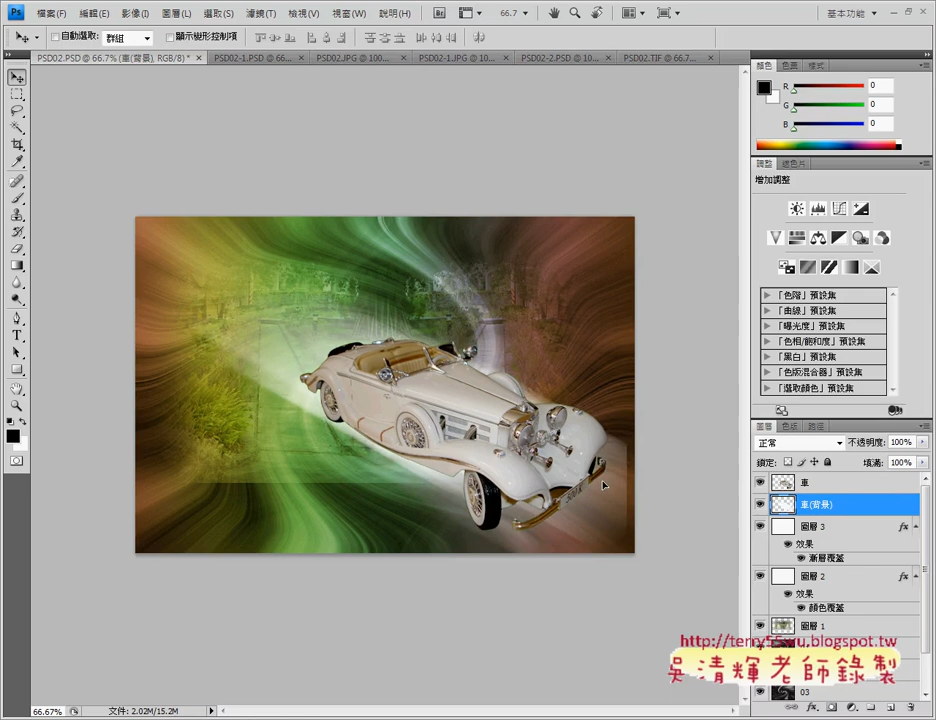 Ps 檔案(F) 編輯(E) 影像(I) 圖層(L) 選取(S) 濾鏡(T) 檢視(V) 視窗(W) 說明(H) Br 66.7 基本功能
自動選取: 群組 顯示變形控制項
PSD02.PSD @ 66.7% (車(背景), RGB/8) * PSD02-1.PSD @ 66... PSD02.JPG @ 100... PSD02-1.JPG @ 10... PSD02-2.PSD @ 10... PSD02.TIF @ 66.7...
顏色 色票 樣式
R 0
G 0
B 0
調整 遮色片
增加調整
「色階」預設集
「曲線」預設集
「曝光度」預設集
「色相/飽和度」預設集
「黑白」預設集
「色版混合器」預設集
「選取顏色」預設集
圖層 色版 路徑
正常 不透明度: 100%
鎖定: 填滿: 100%
車
車(背景)
圖層 3 fx
效果
漸層覆蓋
圖層 2 fx
效果
顏色覆蓋
圖層 1
http://terry55wu.blogspot.tw
吳清輝老師錄製
03
66.67% 文件: 2.02M/15.2M